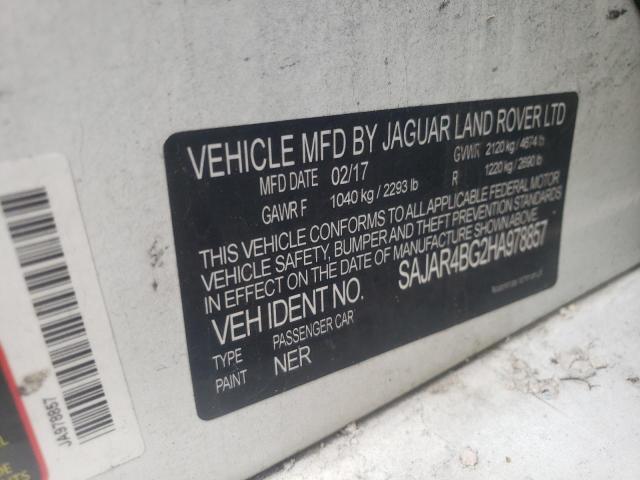 VEHICLE MFD BY JAGUAR LAND ROVER LTD
MFD DATE 02/17 GVWR 2120 kg / 4674 lb
GAWR F 1040 kg / 2293 lb R 1220 kg / 2690 lb
THIS VEHICLE CONFORMS TO ALL APPLICABLE FEDERAL MOTOR
VEHICLE SAFETY, BUMPER AND THEFT PREVENTION STANDARDS
IN EFFECT ON THE DATE OF MANUFACTURE SHOWN ABOVE.
VEH IDENT NO. SAJAR4BG2HA978857
TYPE PASSENGER CAR
PAINT NER
JA978857